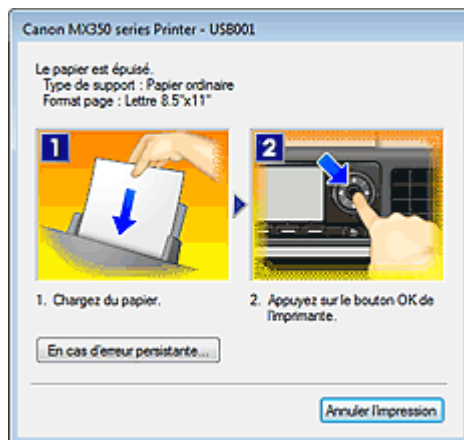 Canon MX350 series Printer - USB001
Le papier est épuisé.
Type de support : Papier ordinaire
Format page : Lettre 8.5"x11"
1
2
1. Chargez du papier.
2. Appuyez sur le bouton OK de
l'imprimante.
En cas d'erreur persistante...
Annuler l'impression